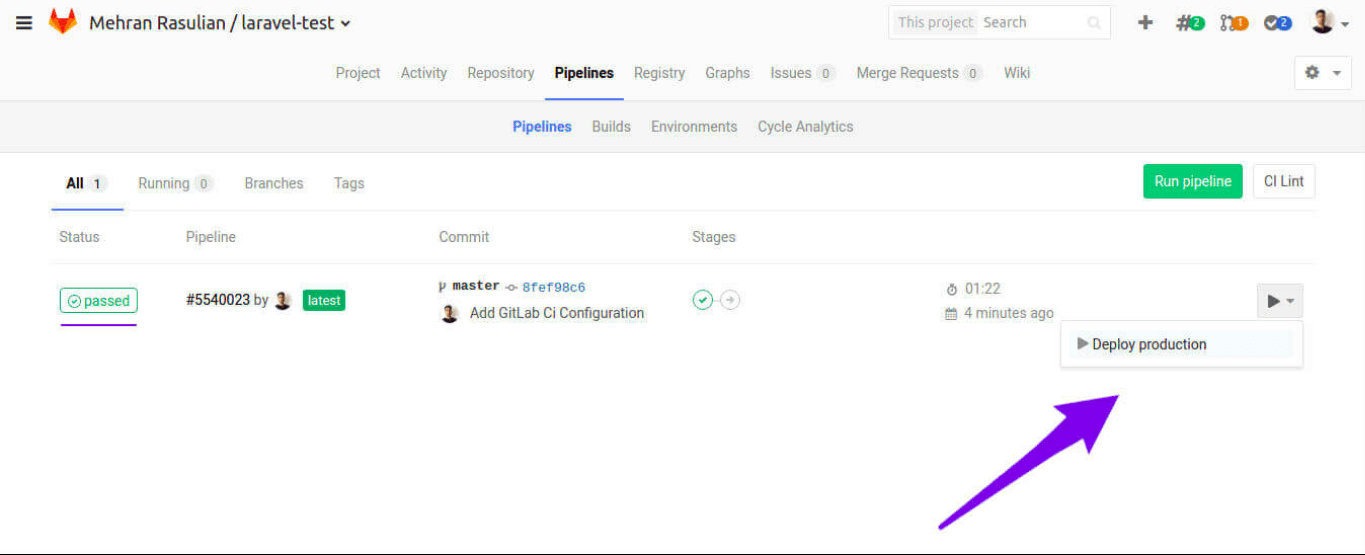 Mehran Rasulian / laravel-test
This project Search
2 1 2
Project Activity Repository Pipelines Registry Graphs Issues 0 Merge Requests 0 Wiki
Pipelines Builds Environments Cycle Analytics
All 1 Running 0 Branches Tags
Run pipeline CI Lint
Status Pipeline Commit Stages
passed
#5540023 by latest
master 8fef98c6
Add GitLab Ci Configuration
01:22
4 minutes ago
Deploy production